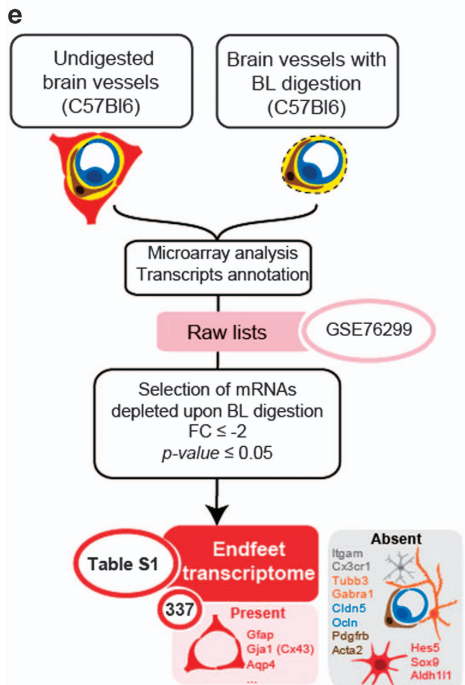 e
Undigested
brain vessels
(C57Bl6)
Brain vessels with
BL digestion
(C57Bl6)
Microarray analysis
Transcripts annotation
Raw lists
GSE76299
Selection of mRNAs
depleted upon BL digestion
FC ≤ -2
p-value ≤ 0.05
Table S1
Endfeet
transcriptome
337
Present
Gfap
Gja1 (Cx43)
Aqp4
...
Absent
Itgam
Cx3cr1
Tubb3
Gabra1
Cldn5
Ocln
Pdgfrb
Acta2
Hes5
Sox9
Aldh1l1